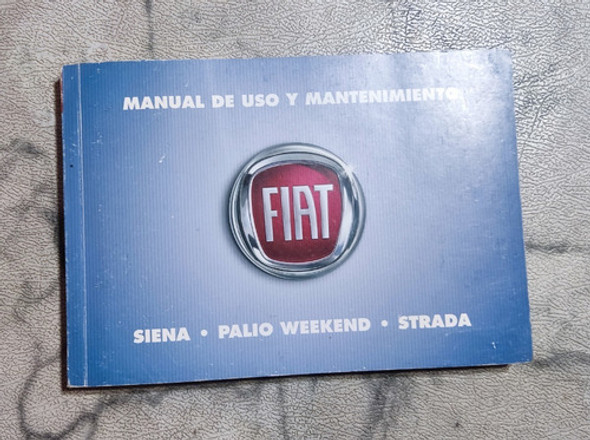 MANUAL DE USO Y MANTENIMIENTO
FIAT
SIENA • PALIO WEEKEND • STRADA